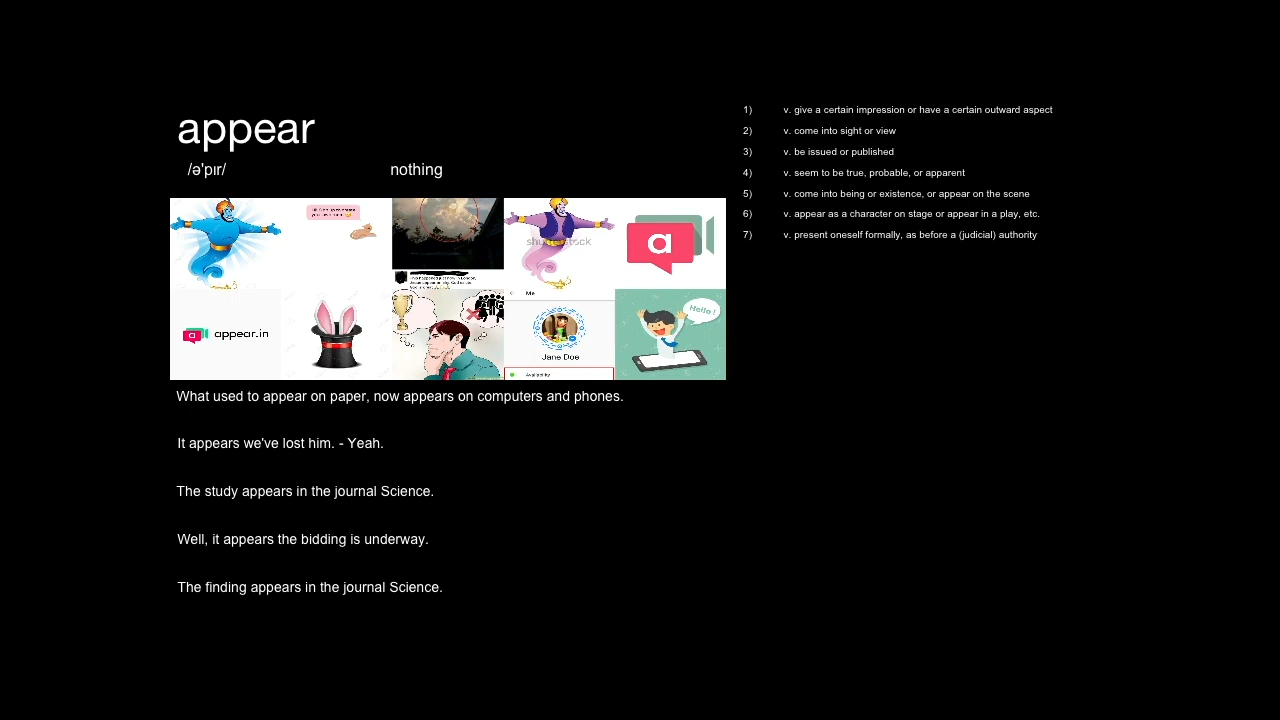 appear
/ə'pɪr/
nothing
shutterstock
a
a appear.in
Me
Jane Doe
Availability
Hello !
What used to appear on paper, now appears on computers and phones.
It appears we've lost him. - Yeah.
The study appears in the journal Science.
Well, it appears the bidding is underway.
The finding appears in the journal Science.
1) v. give a certain impression or have a certain outward aspect
2) v. come into sight or view
3) v. be issued or published
4) v. seem to be true, probable, or apparent
5) v. come into being or existence, or appear on the scene
6) v. appear as a character on stage or appear in a play, etc.
7) v. present oneself formally, as before a (judicial) authority